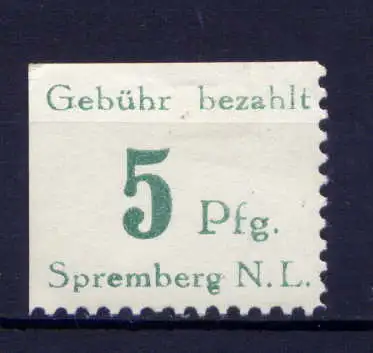 Gebühr bezahlt
5 Pfg.
Spremberg N.L.